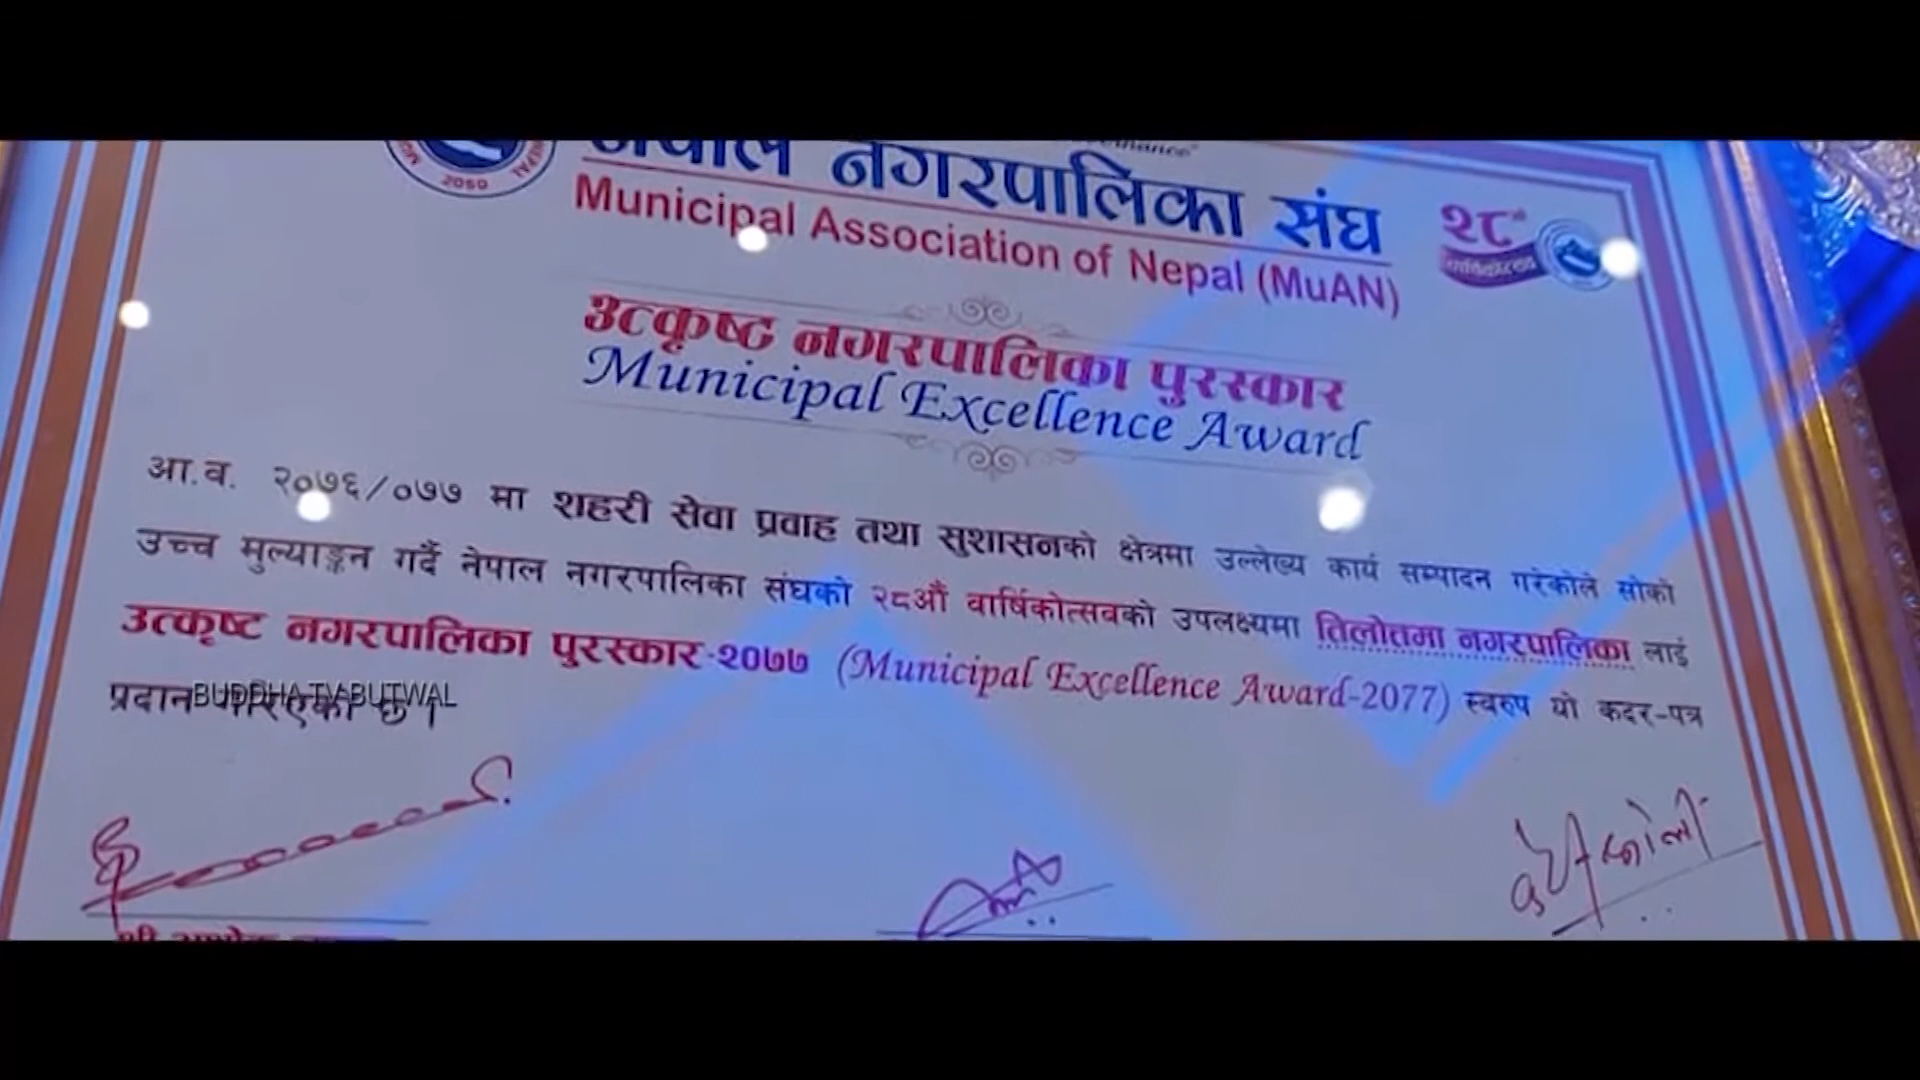 2050
नेपाल नगरपालिका संघ
Municipal Association of Nepal (MuAN)
२८
उत्कृष्ट नगरपालिका पुरस्कार
Municipal Excellence Award
आ.व. २०७६/०७७ मा शहरी सेवा प्रवाह तथा सुशासनको क्षेत्रमा उल्लेख्य कार्य सम्पादन गरेकोले सोको
उच्च मुल्याङ्कन गर्दै नेपाल नगरपालिका संघको २८औं वार्षिकोत्सवको उपलक्ष्यमा तिलोत्तमा नगरपालिका लाई
उत्कृष्ट नगरपालिका पुरस्कार-२०७७ (Municipal Excellence Award-2077) स्वरुप यो कदर-पत्र
प्रदान गरिएको छ ।
BUDDHA TV BUTWAL